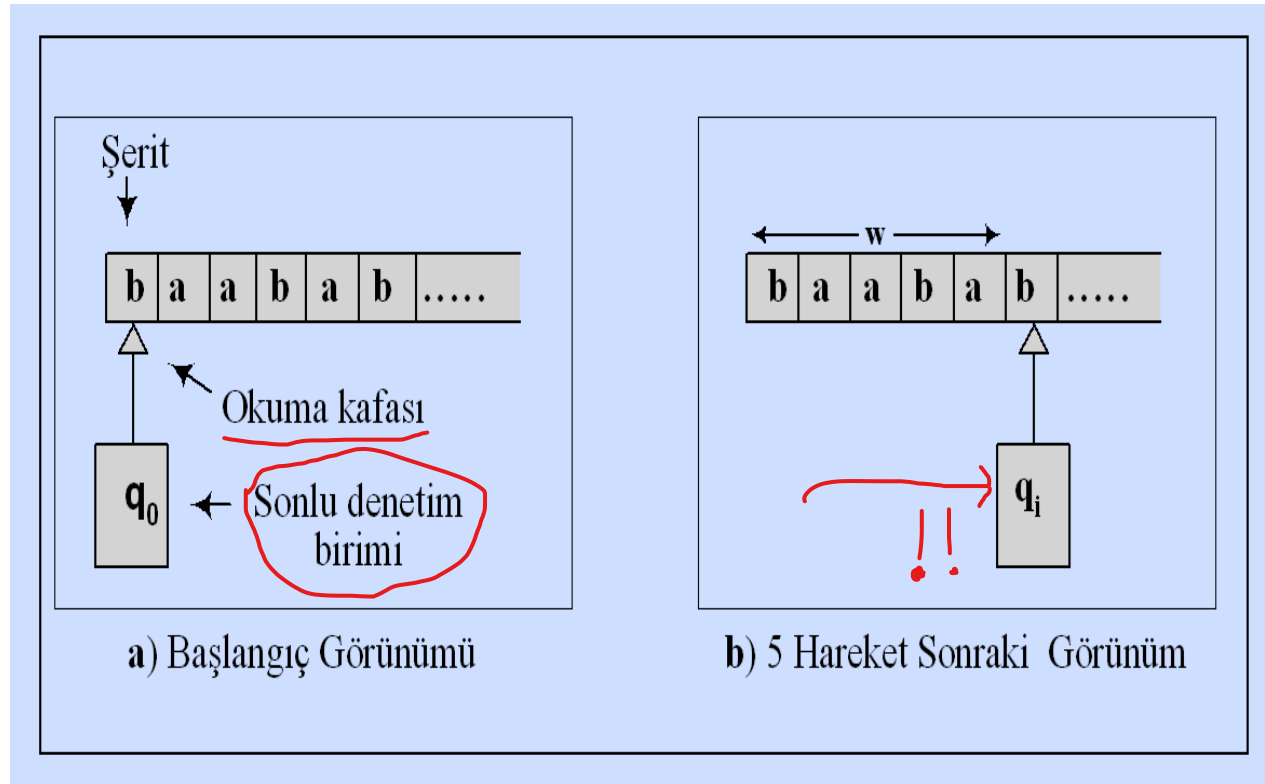 Şerit
b a a b a b .....
Okuma kafası
q0
Sonlu denetim
birimi
a) Başlangıç Görünümü
w
b a a b a b .....
qi
!!
b) 5 Hareket Sonraki Görünüm